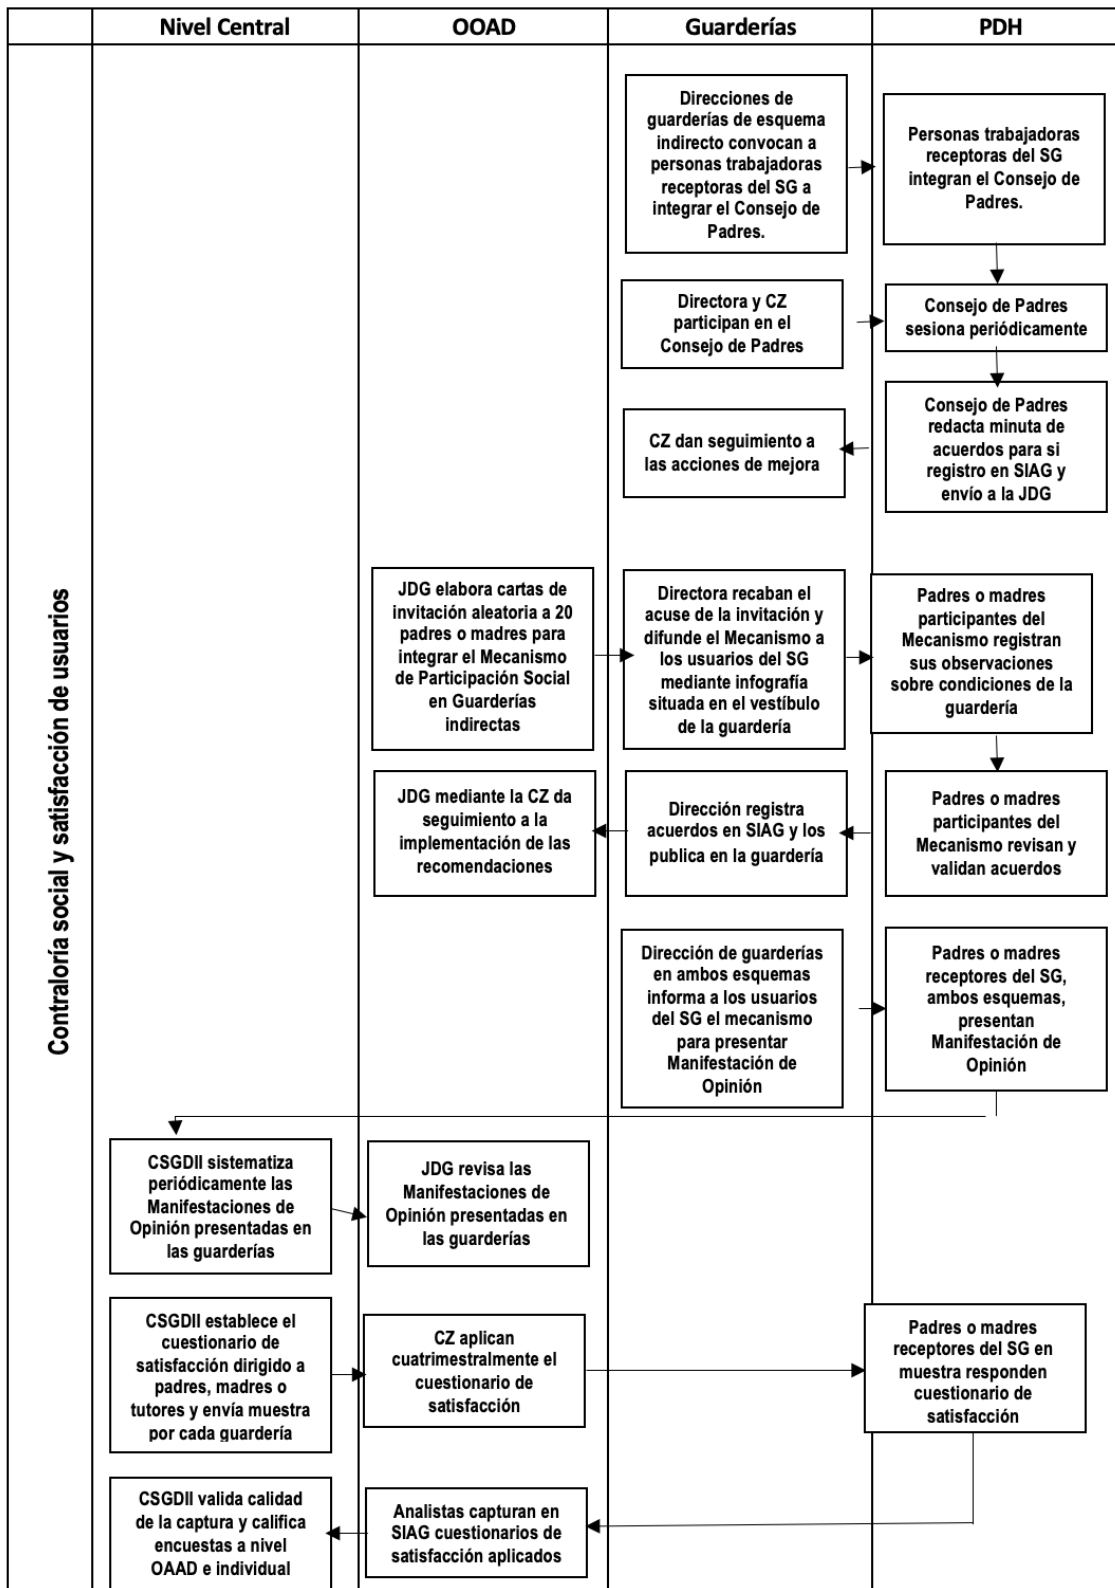 Nivel Central
OOAD
Guarderías
PDH
Contraloría social y satisfacción de usuarios
Direcciones de
guarderías de esquema
indirecto convocan a
personas trabajadoras
receptoras del SG a
integrar el Consejo de
Padres.
Personas trabajadoras
receptoras del SG
integran el Consejo de
Padres.
Directora y CZ
participan en el
Consejo de Padres
Consejo de Padres
sesiona periódicamente
CZ dan seguimiento a
las acciones de mejora
Consejo de Padres
redacta minuta de
acuerdos para si
registro en SIAG y
envío a la JDG
JDG elabora cartas de
invitación aleatoria a 20
padres o madres para
integrar el Mecanismo
de Participación Social
en Guarderías
indirectas
Directora recaban el
acuse de la invitación y
difunde el Mecanismo a
los usuarios del SG
mediante infografía
situada en el vestíbulo
de la guardería
Padres o madres
participantes del
Mecanismo registran
sus observaciones
sobre condiciones de la
guardería
JDG mediante la CZ da
seguimiento a la
implementación de las
recomendaciones
Dirección registra
acuerdos en SIAG y los
publica en la guardería
Padres o madres
participantes del
Mecanismo revisan y
validan acuerdos
Dirección de guarderías
en ambos esquemas
informa a los usuarios
del SG el mecanismo
para presentar
Manifestación de
Opinión
Padres o madres
receptores del SG,
ambos esquemas,
presentan
Manifestación de
Opinión
CSGDII sistematiza
periódicamente las
Manifestaciones de
Opinión presentadas en
las guarderías
JDG revisa las
Manifestaciones de
Opinión presentadas en
las guarderías
CSGDII establece el
cuestionario de
satisfacción dirigido a
padres, madres o
tutores y envía muestra
por cada guardería
CZ aplican
cuatrimestralmente el
cuestionario de
satisfacción
Padres o madres
receptores del SG en
muestra responden
cuestionario de
satisfacción
CSGDII valida calidad
de la captura y califica
encuestas a nivel
OAAD e individual
Analistas capturan en
SIAG cuestionarios de
satisfacción aplicados